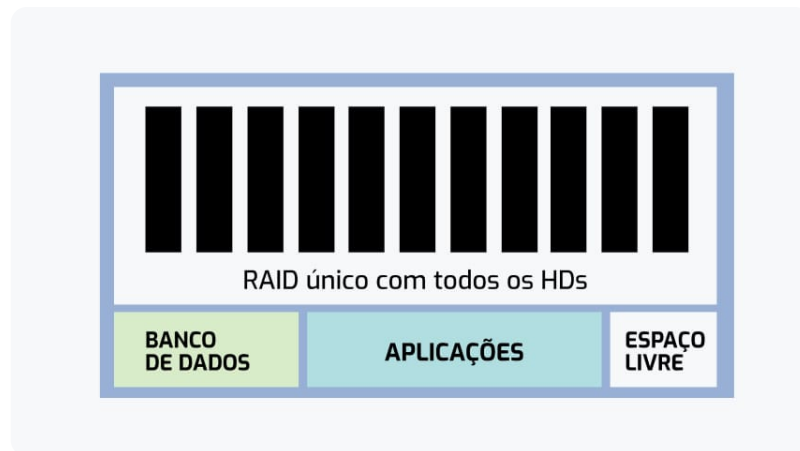 RAID único com todos os HDs
BANCO
DE DADOS
APLICAÇÕES
ESPAÇO
LIVRE